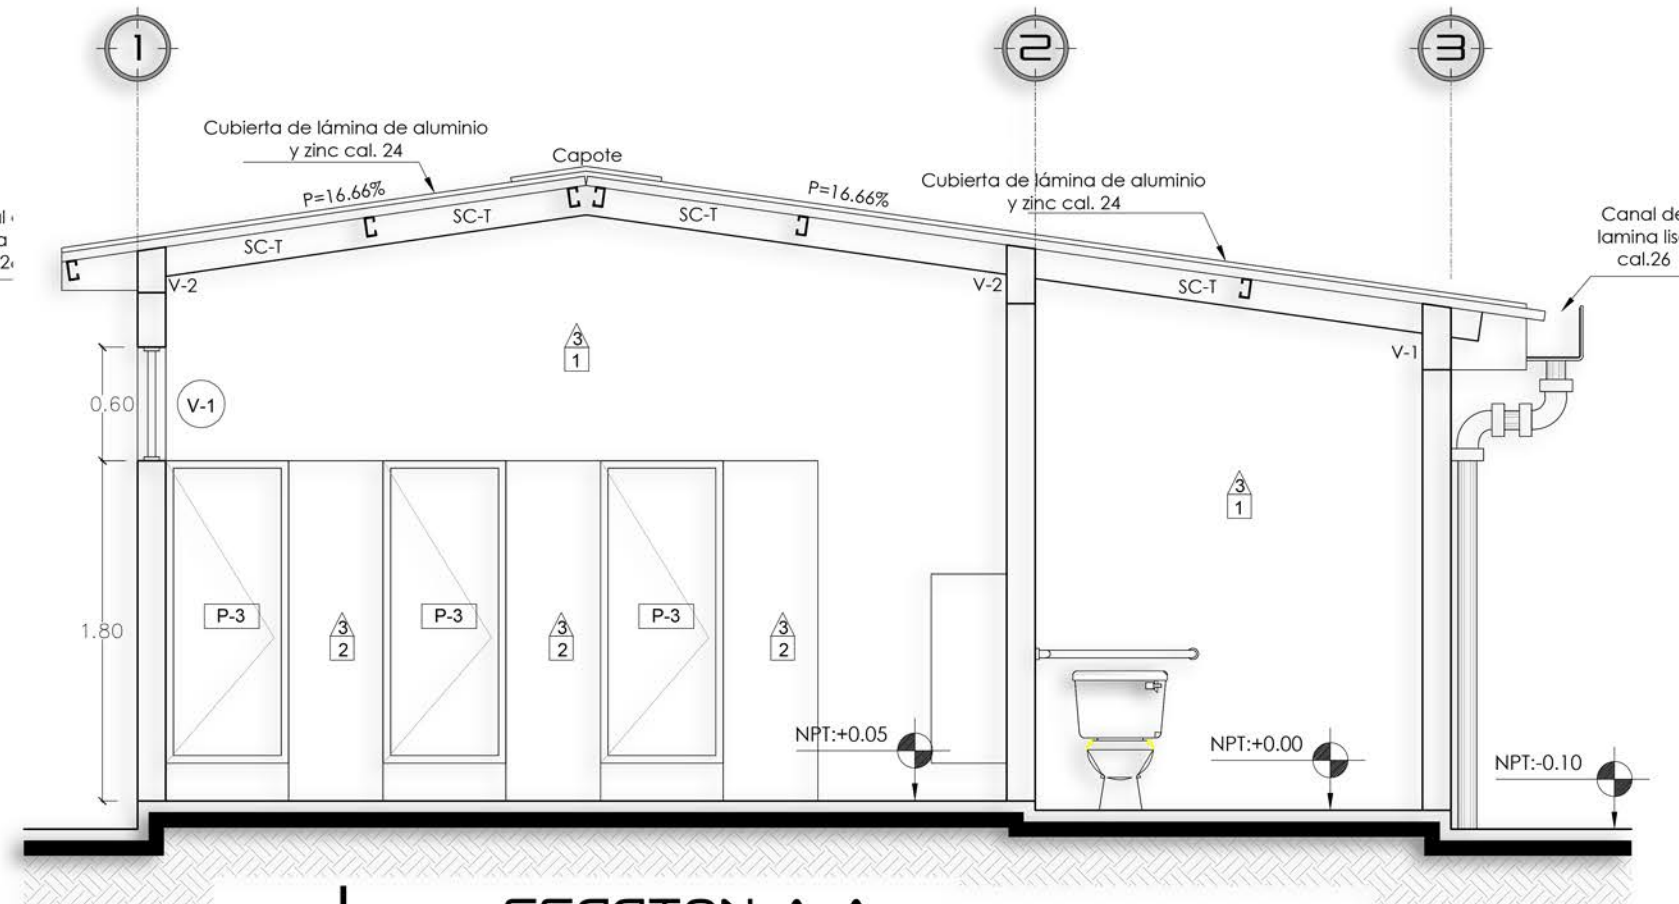 1
2
3
Cubierta de lámina de aluminio
y zinc cal. 24
Capote
P=16.66%
P=16.66%
Cubierta de lámina de aluminio
y zinc cal. 24
SC-T
SC-T
SC-T
SC-T
Canal de
lamina lis
cal.26
V-2
V-2
V-1
3
1
0.60
V-1
3
1
1.80
P-3
3
2
P-3
3
2
P-3
3
2
NPT:+0.05
NPT:+0.00
NPT:-0.10